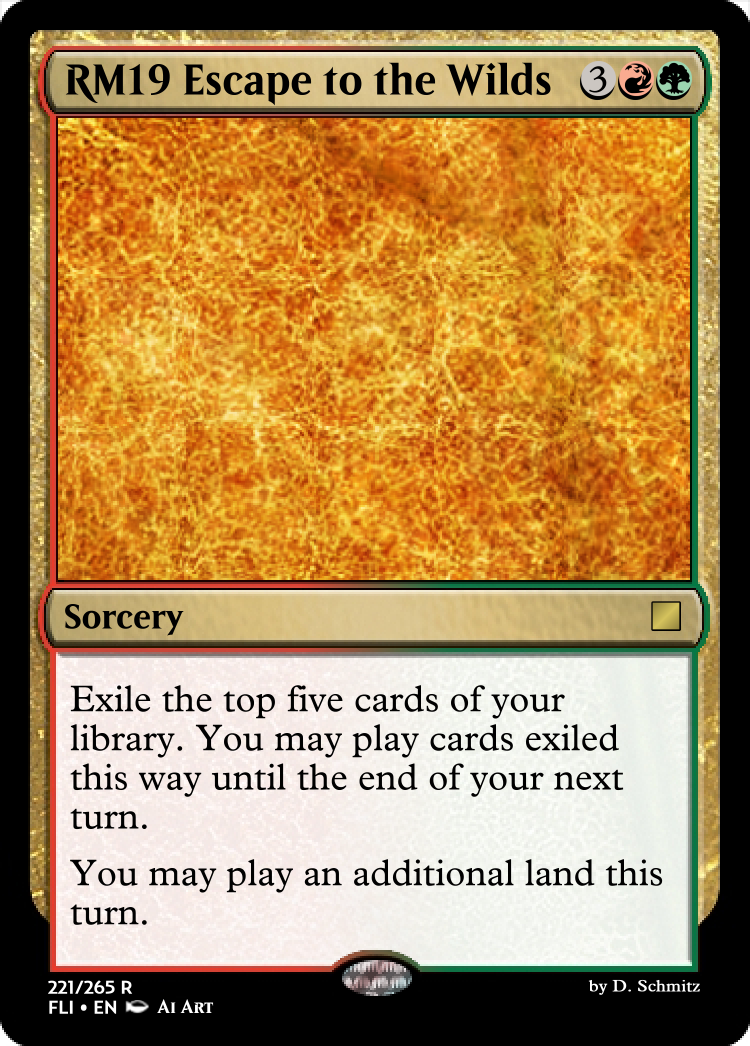 RM19 Escape to the Wilds 3
Sorcery
Exile the top five cards of your
library. You may play cards exiled
this way until the end of your next
turn.
You may play an additional land this
turn.
221/265 R
by D. Schmitz
FLI • EN AI ART